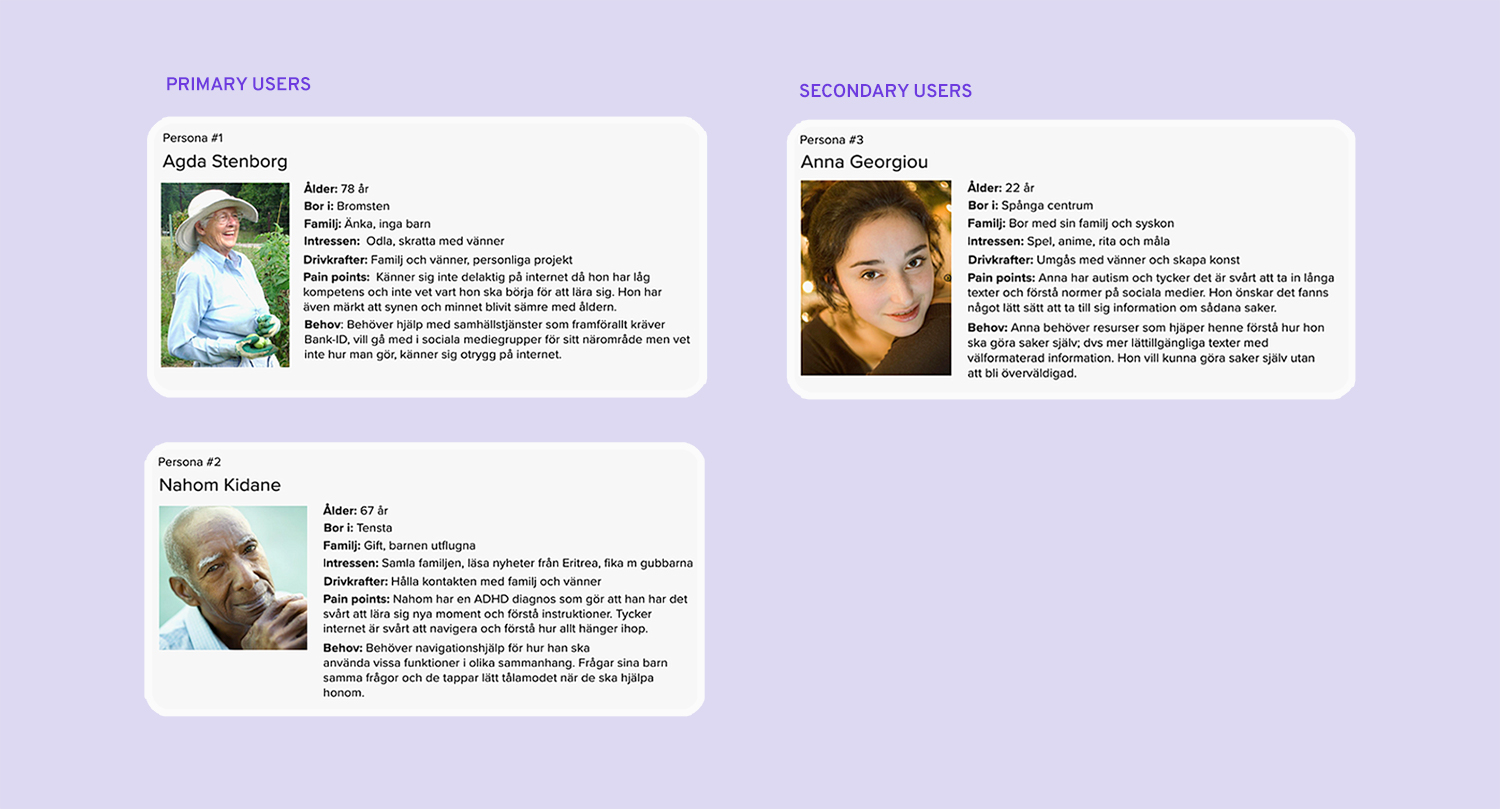 PRIMARY USERS
Persona #1
Agda Stenborg
Ålder: 78 år
Bor i: Bromsten
Familj: Änka, inga barn
Intressen: Odla, skratta med vänner
Drivkrafter: Familj och vänner, personliga projekt
Pain points: Känner sig inte delaktig på internet då hon har låg
kompetens och inte vet vart hon ska börja för att lära sig. Hon har
även märkt att synen och minnet blivit sämre med åldern.
Behov: Behöver hjälp med samhällstjänster som framförallt kräver
Bank-ID, vill gå med i sociala mediegrupper för sitt närområde men vet
inte hur man gör, känner sig otrygg på internet.
Persona #2
Nahom Kidane
Ålder: 67 år
Bor i: Tensta
Familj: Gift, barnen utflugna
Intressen: Samla familjen, läsa nyheter från Eritrea, fika m gubbarna
Drivkrafter: Hålla kontakten med familj och vänner
Pain points: Nahom har en ADHD diagnos som gör att han har det
svårt att lära sig nya moment och förstå instruktioner. Tycker
internet är svårt att navigera och förstå hur allt hänger ihop.
Behov: Behöver navigationshjälp för hur han ska
använda vissa funktioner i olika sammanhang. Frågar sina barn
samma frågor och de tappar lätt tålamodet när de ska hjälpa
honom.
SECONDARY USERS
Persona #3
Anna Georgiou
Ålder: 22 år
Bor i: Spånga centrum
Familj: Bor med sin familj och syskon
Intressen: Spel, anime, rita och måla
Drivkrafter: Umgås med vänner och skapa konst
Pain points: Anna har autism och tycker det är svårt att ta in långa
texter och förstå normer på sociala medier. Hon önskar det fanns
något lätt sätt att ta till sig information om sådana saker.
Behov: Anna behöver resurser som hjäper henne förstå hur hon
ska göra saker själv; dvs mer lättillgängliga texter med
välformaterad information. Hon vill kunna göra saker själv utan
att bli överväldigad.